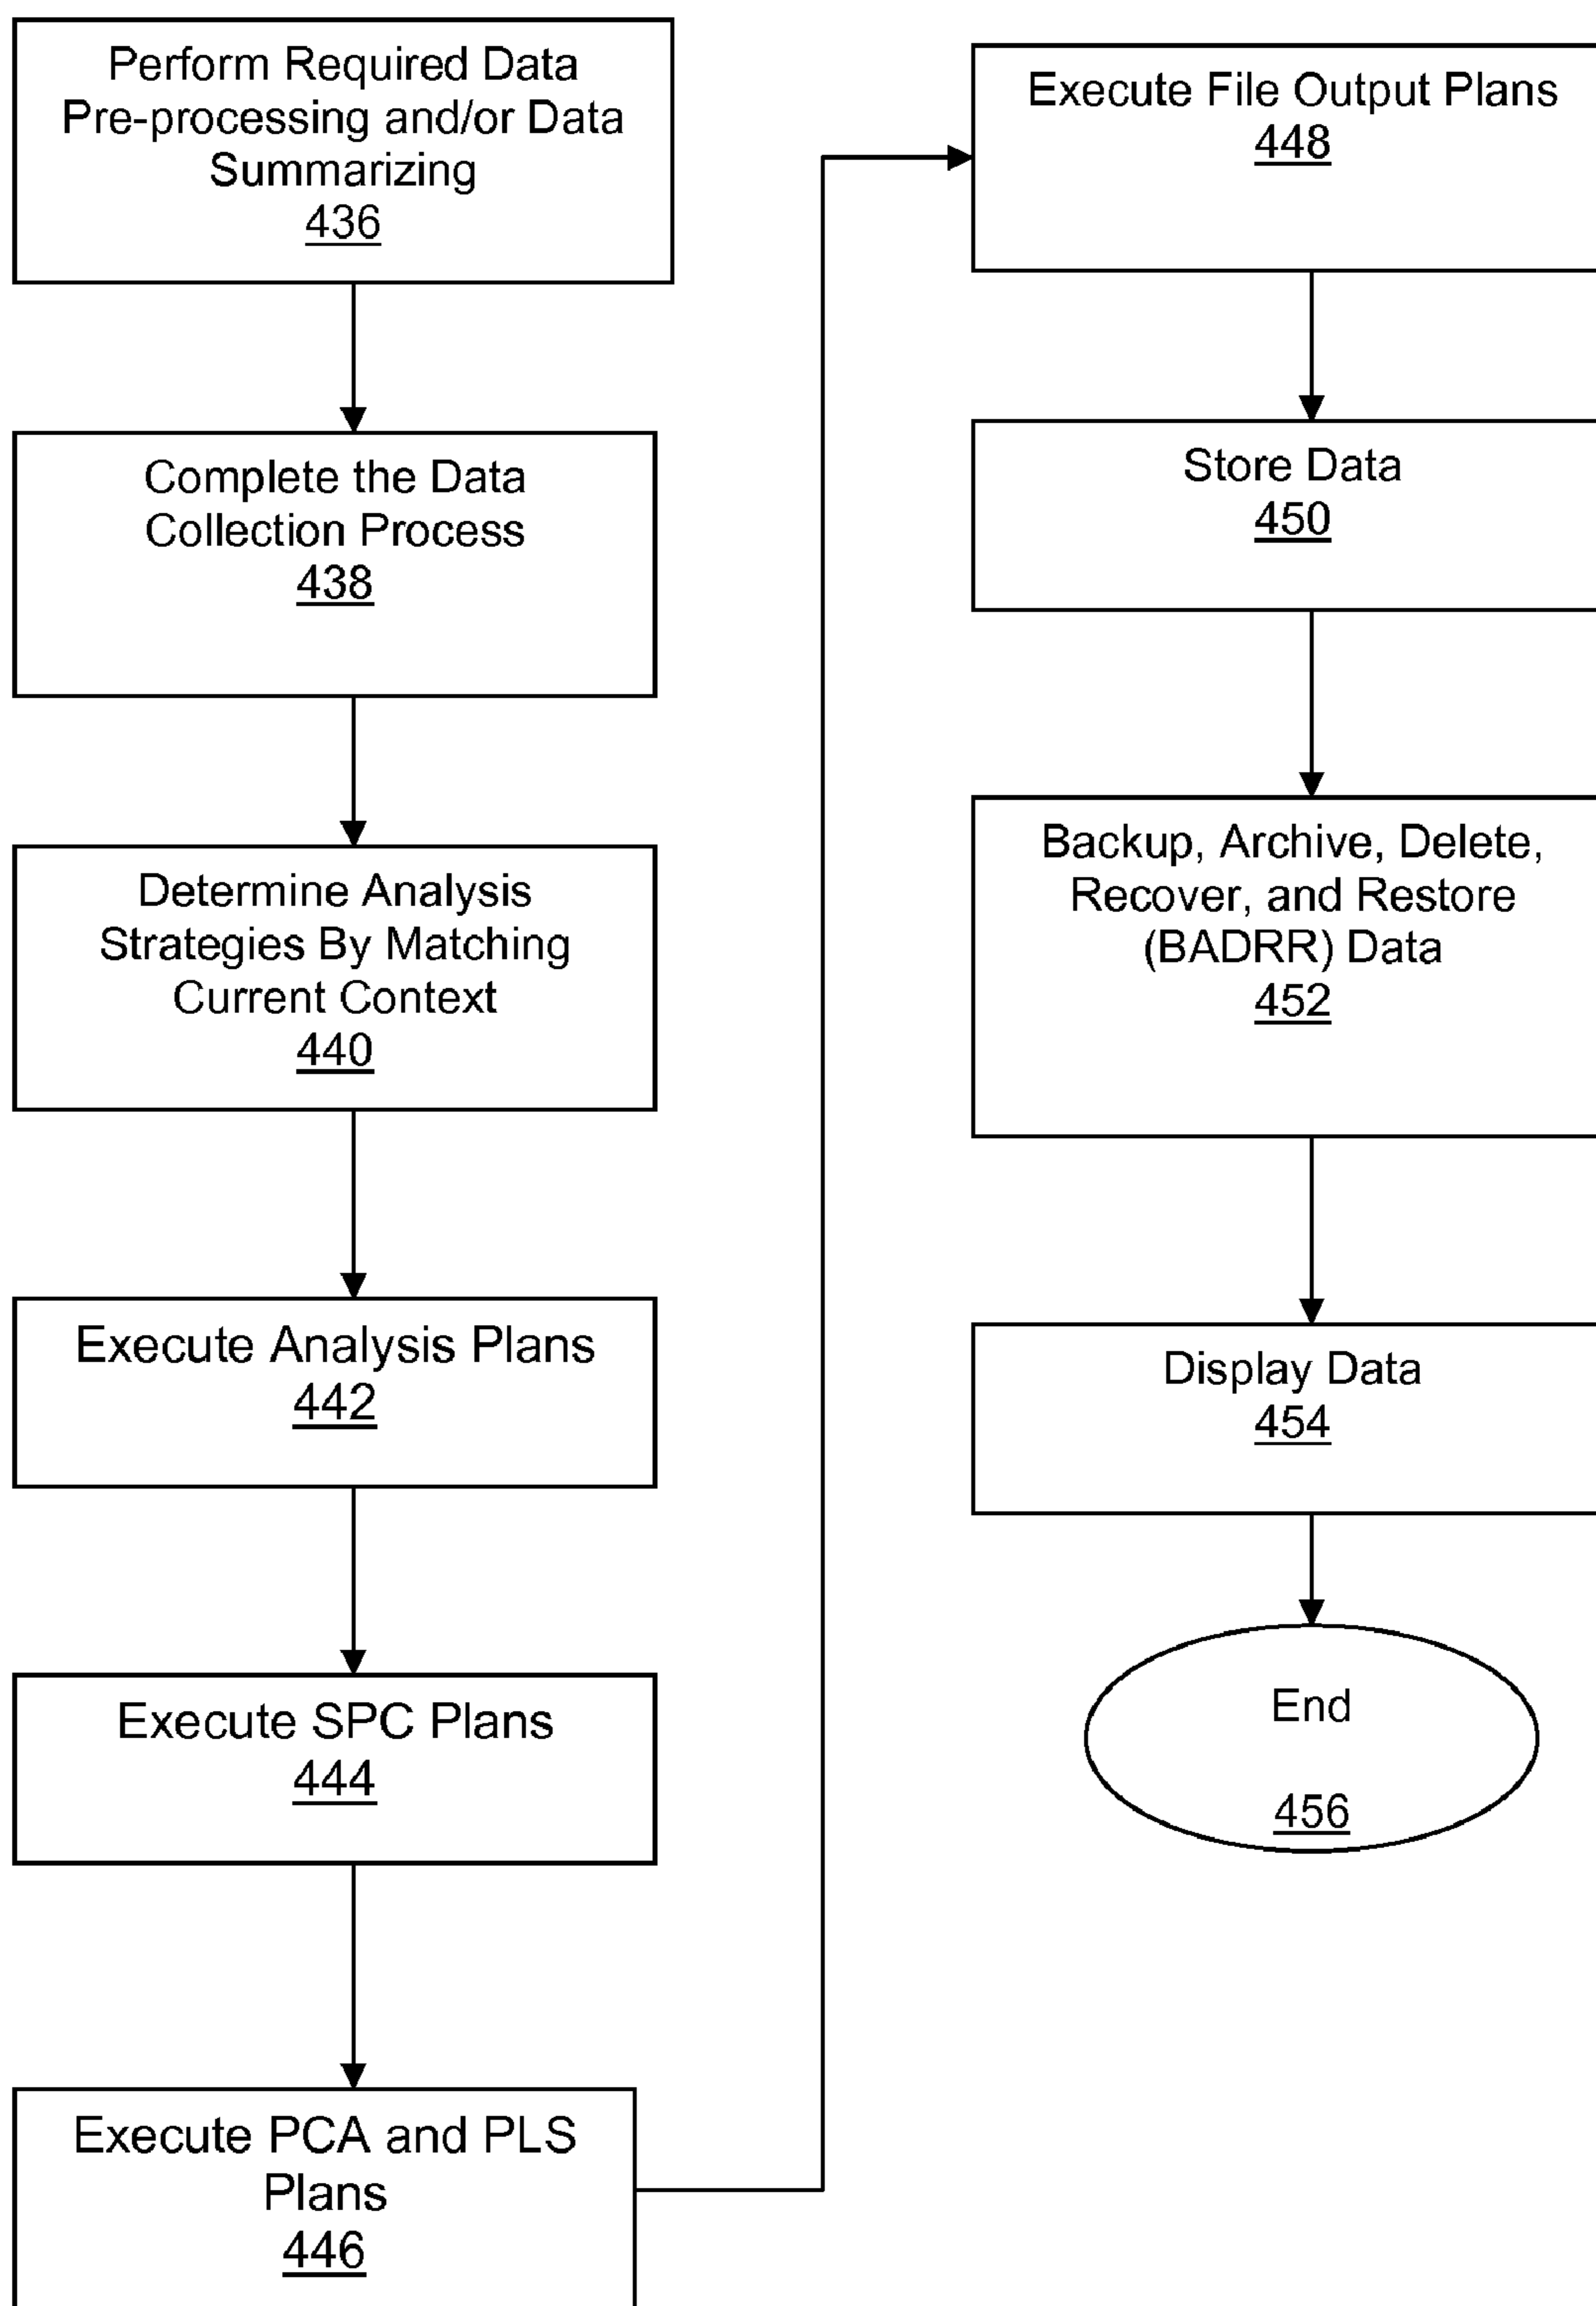 Perform Required Data
Pre-processing and/or Data
Summarizing
436
Complete the Data
Collection Process
438
Determine Analysis
Strategies By Matching
Current Context
440
Execute Analysis Plans
442
Execute SPC Plans
444
Execute PCA and PLS
Plans
446
Execute File Output Plans
448
Store Data
450
Backup, Archive, Delete,
Recover, and Restore
(BADRR) Data
452
Display Data
454
End
456